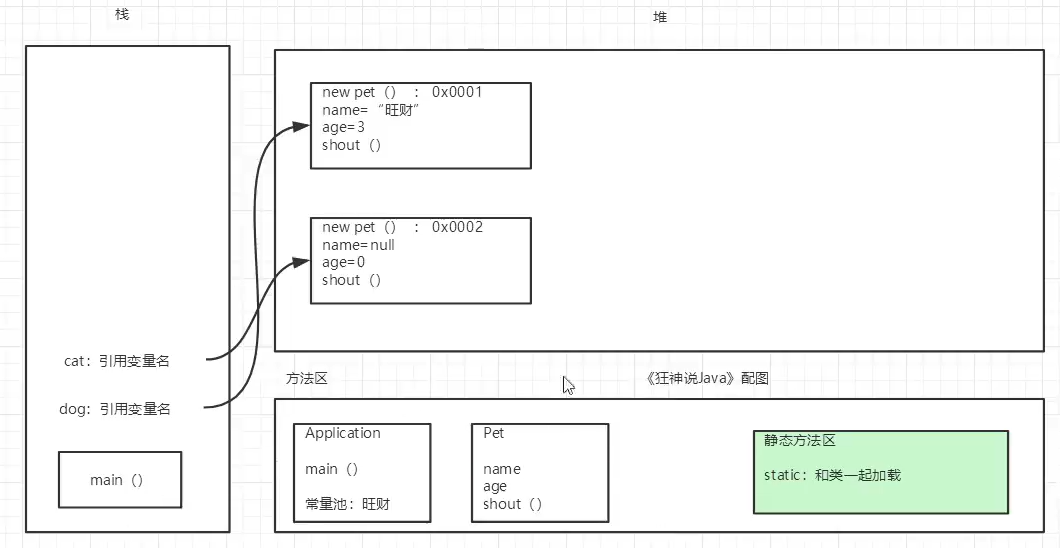 栈
堆
new pet（） ： 0x0001
name= “旺财”
age=3
shout（）
new pet（） ： 0x0002
name=null
age=0
shout（）
cat：引用变量名
dog：引用变量名
main（）
方法区
《狂神说Java》配图
Application
main（）
常量池：旺财
Pet
name
age
shout（）
静态方法区
static：和类一起加载